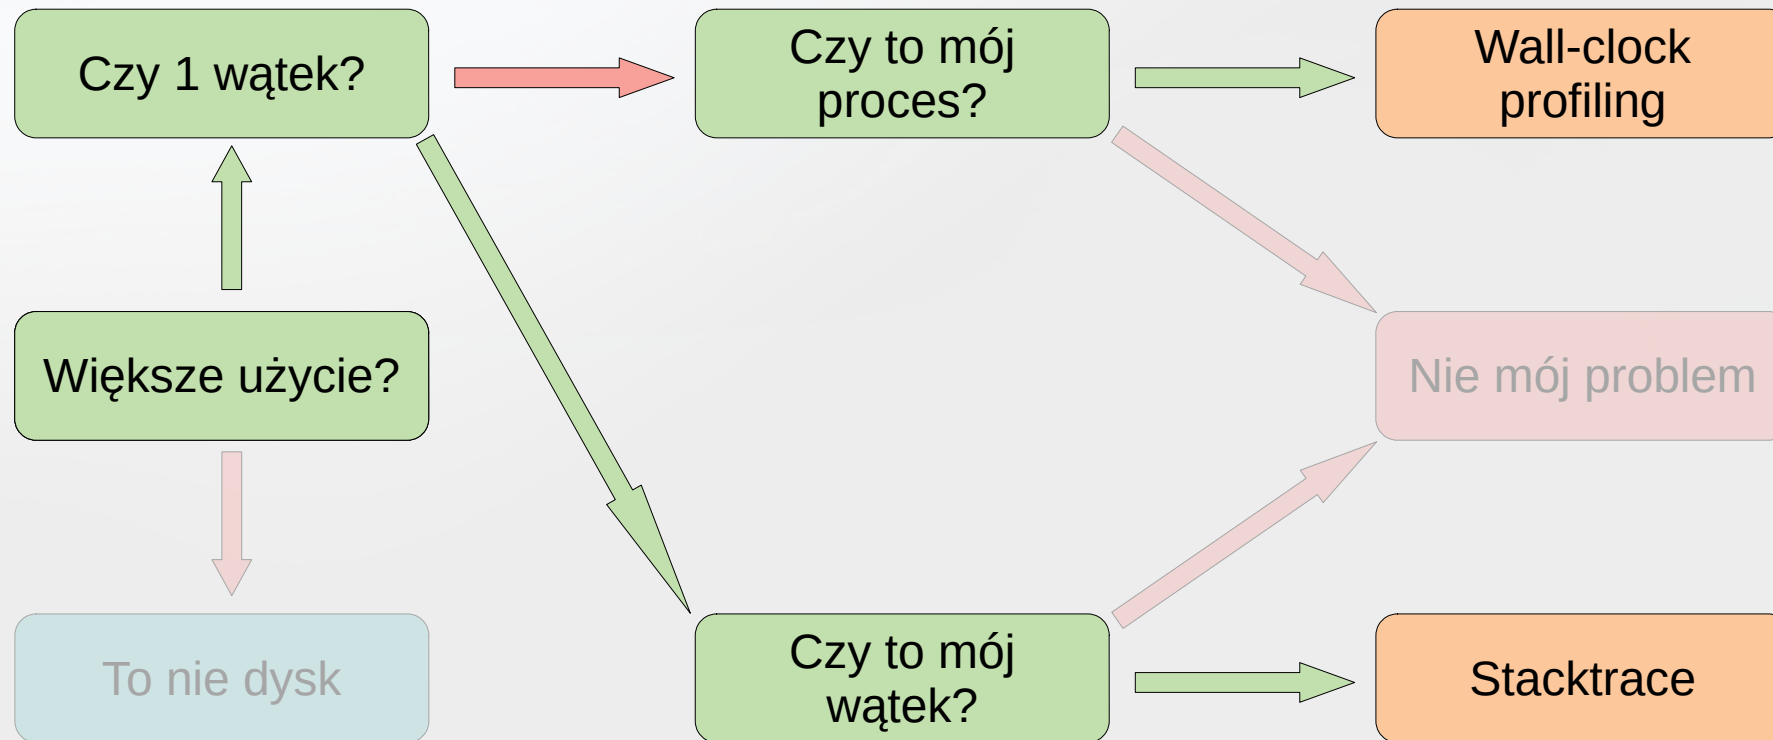 Czy 1 wątek?
Czy to mój
proces?
Wall-clock
profiling
Większe użycie?
Nie mój problem
To nie dysk
Czy to mój
wątek?
Stacktrace